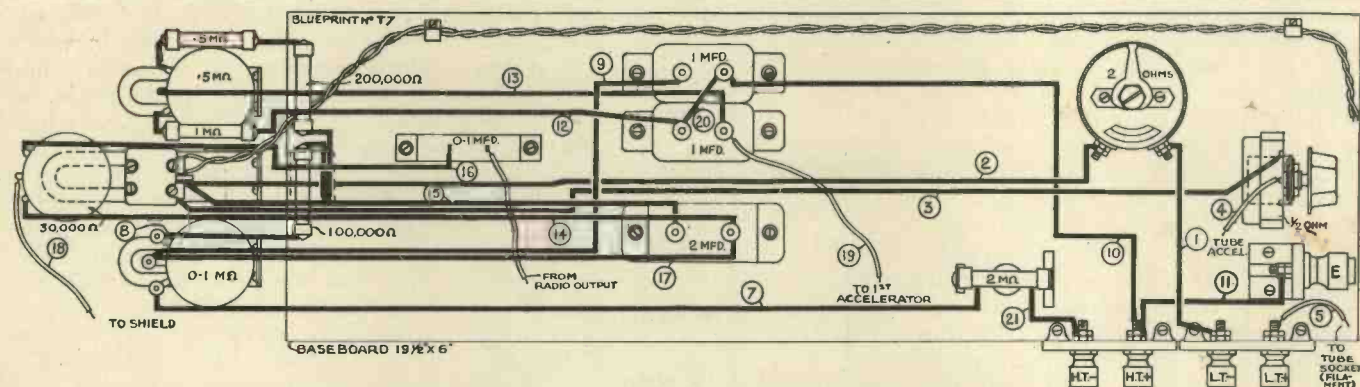 BLUEPRINT Nº T7
.5 MΩ
.5 MΩ
200,000Ω
1 MΩ
13
12
9
1 MFD.
20
1 MFD.
0·1 MFD.
16
2
OHMS
2
3
15
14
30,000Ω
8
18
100,000Ω
0·1 MΩ
17
2 MFD.
FROM
RADIO OUTPUT
7
19
TO 1ST
ACCELERATOR
10
1
4
½ OHM
TUBE
ACCEL.
E
11
2 MΩ
21
5
TO SHIELD
BASEBOARD 19½" X 6"
H.T.-
H.T.+
L.T.-
L.T.+
TO
TUBE
SOCKET
(FILA-
MENT)